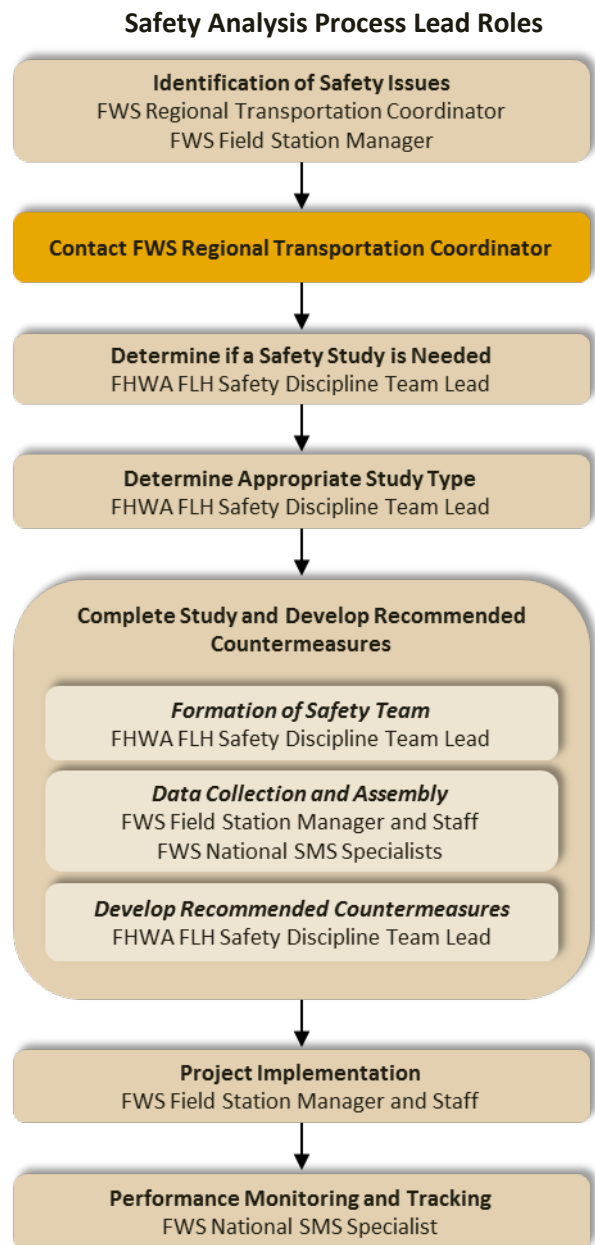 Safety Analysis Process Lead Roles
Identification of Safety Issues
FWS Regional Transportation Coordinator
FWS Field Station Manager
Contact FWS Regional Transportation Coordinator
Determine if a Safety Study is Needed
FHWA FLH Safety Discipline Team Lead
Determine Appropriate Study Type
FHWA FLH Safety Discipline Team Lead
Complete Study and Develop Recommended
Countermeasures
Formation of Safety Team
FHWA FLH Safety Discipline Team Lead
Data Collection and Assembly
FWS Field Station Manager and Staff
FWS National SMS Specialists
Develop Recommended Countermeasures
FHWA FLH Safety Discipline Team Lead
Project Implementation
FWS Field Station Manager and Staff
Performance Monitoring and Tracking
FWS National SMS Specialist